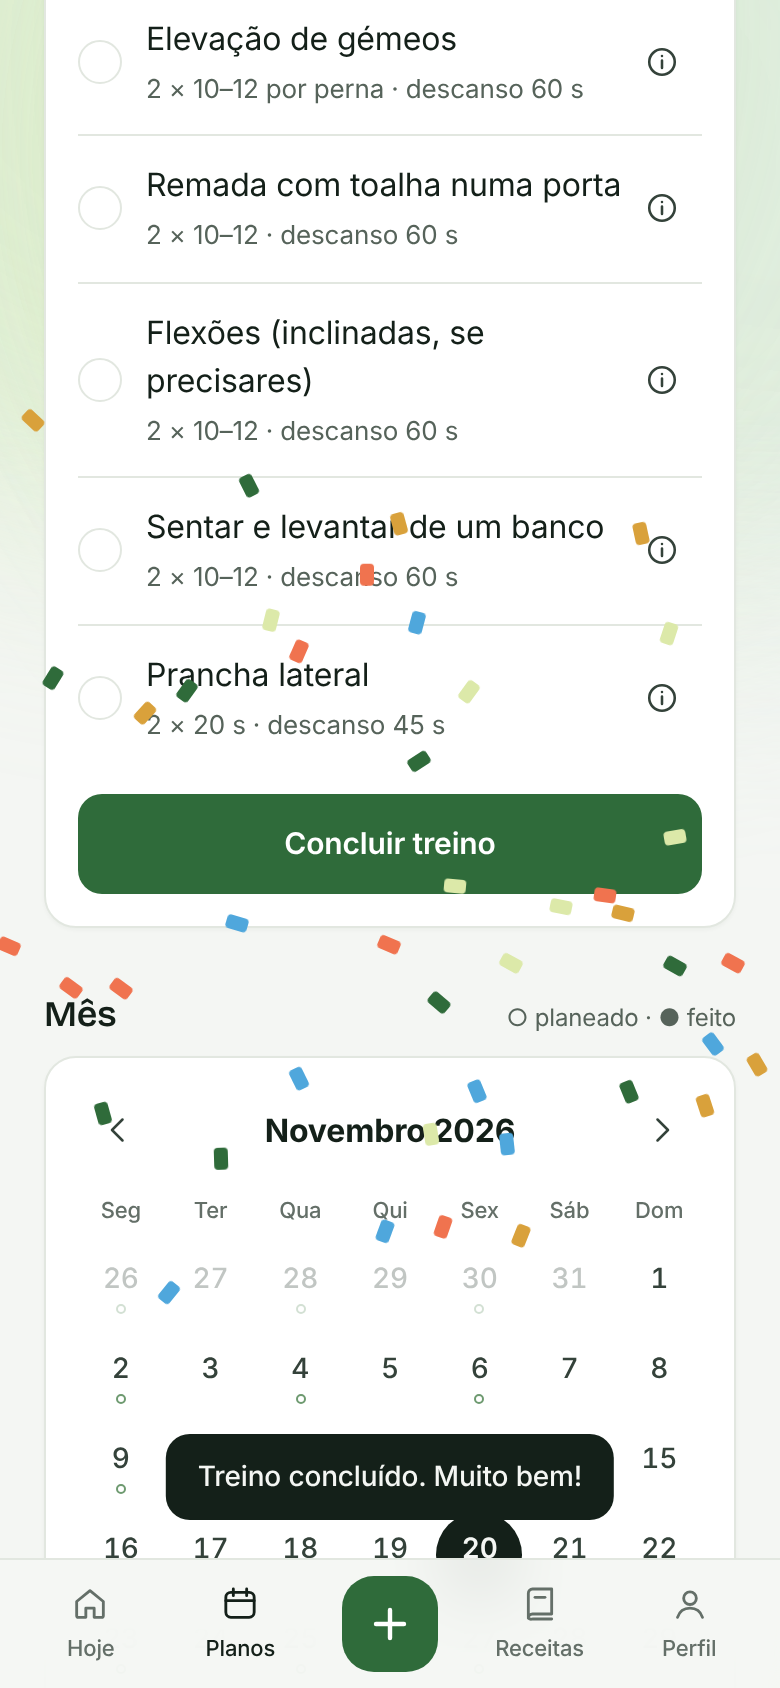 Elevação de gémeos
2 × 10–12 por perna · descanso 60 s
Remada com toalha numa porta
2 × 10–12 · descanso 60 s
Flexões (inclinadas, se
precisares)
2 × 10–12 · descanso 60 s
Sentar e levantar de um banco
2 × 10–12 · descanso 60 s
Prancha lateral
2 × 20 s · descanso 45 s
Concluir treino
Mês
planeado · feito
Novembro 2026
Seg Ter Qua Qui Sex Sáb Dom
26 27 28 29 30 31 1
2 3 4 5 6 7 8
9 15
Treino concluído. Muito bem!
16 17 18 19 20 21 22
Hoje Planos Receitas Perfil